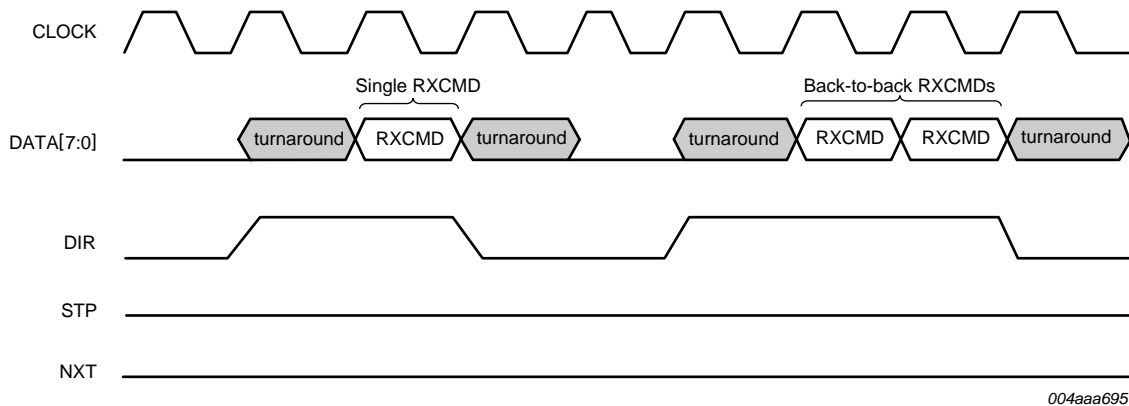 CLOCK
Single RXCMD
Back-to-back RXCMDs
DATA[7:0]
turnaround RXCMD turnaround turnaround RXCMD RXCMD turnaround
DIR
STP
NXT
004aaa695